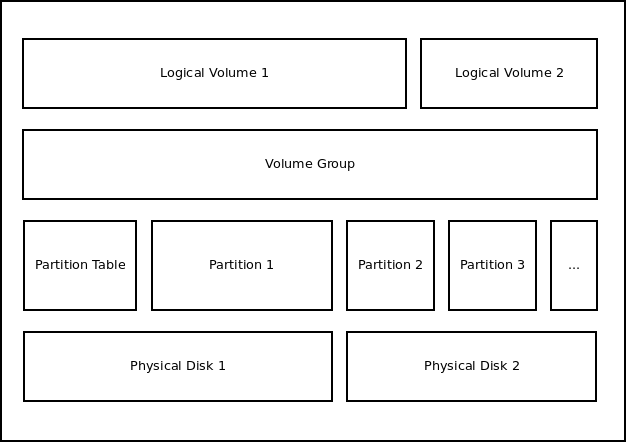 Logical Volume 1
Logical Volume 2
Volume Group
Partition Table
Partition 1
Partition 2
Partition 3
...
Physical Disk 1
Physical Disk 2